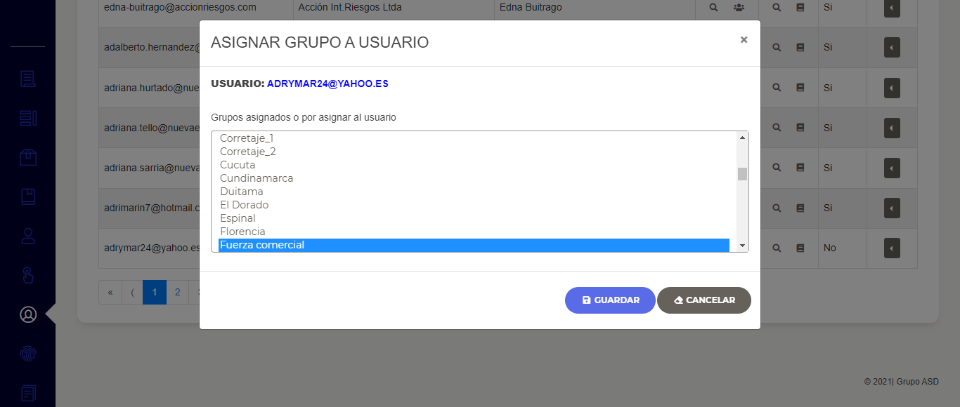 edna-buitrago@accionriesgos.com Acción Int.Riesgos Ltda Edna Buitrago Si
ASIGNAR GRUPO A USUARIO ×
USUARIO: ADRYMAR24@YAHOO.ES
Grupos asignados o por asignar al usuario
Corretaje_1
Corretaje_2
Cucuta
Cundinamarca
Duitama
El Dorado
Espinal
Florencia
Fuerza comercial
GUARDAR CANCELAR
adalberto.hernandez@ Si
adriana.hurtado@nue Si
adriana.tello@nuevae Si
adriana.sarria@nueva Si
adrimarin7@hotmail.c Si
adrymar24@yahoo.es No
« ⟨ 1 2
© 2021| Grupo ASD